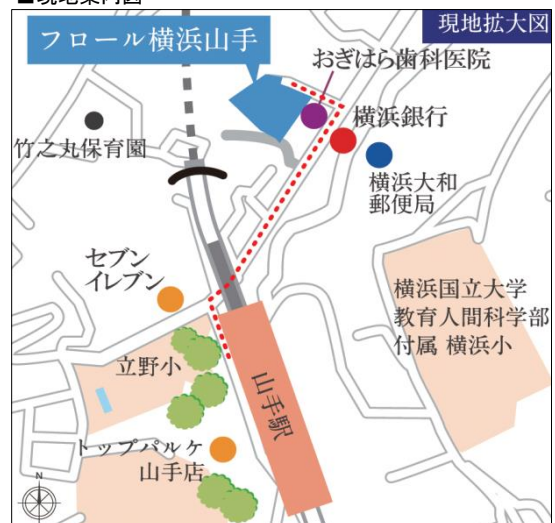 ■現地案内図
現地拡大図
フロール横浜山手
おぎはら歯科医院
横浜銀行
竹之丸保育園
横浜大和
郵便局
セブン
イレブン
横浜国立大学
教育人間科学部
付属 横浜小
立野小
山手駅
トップパルケ
山手店
N